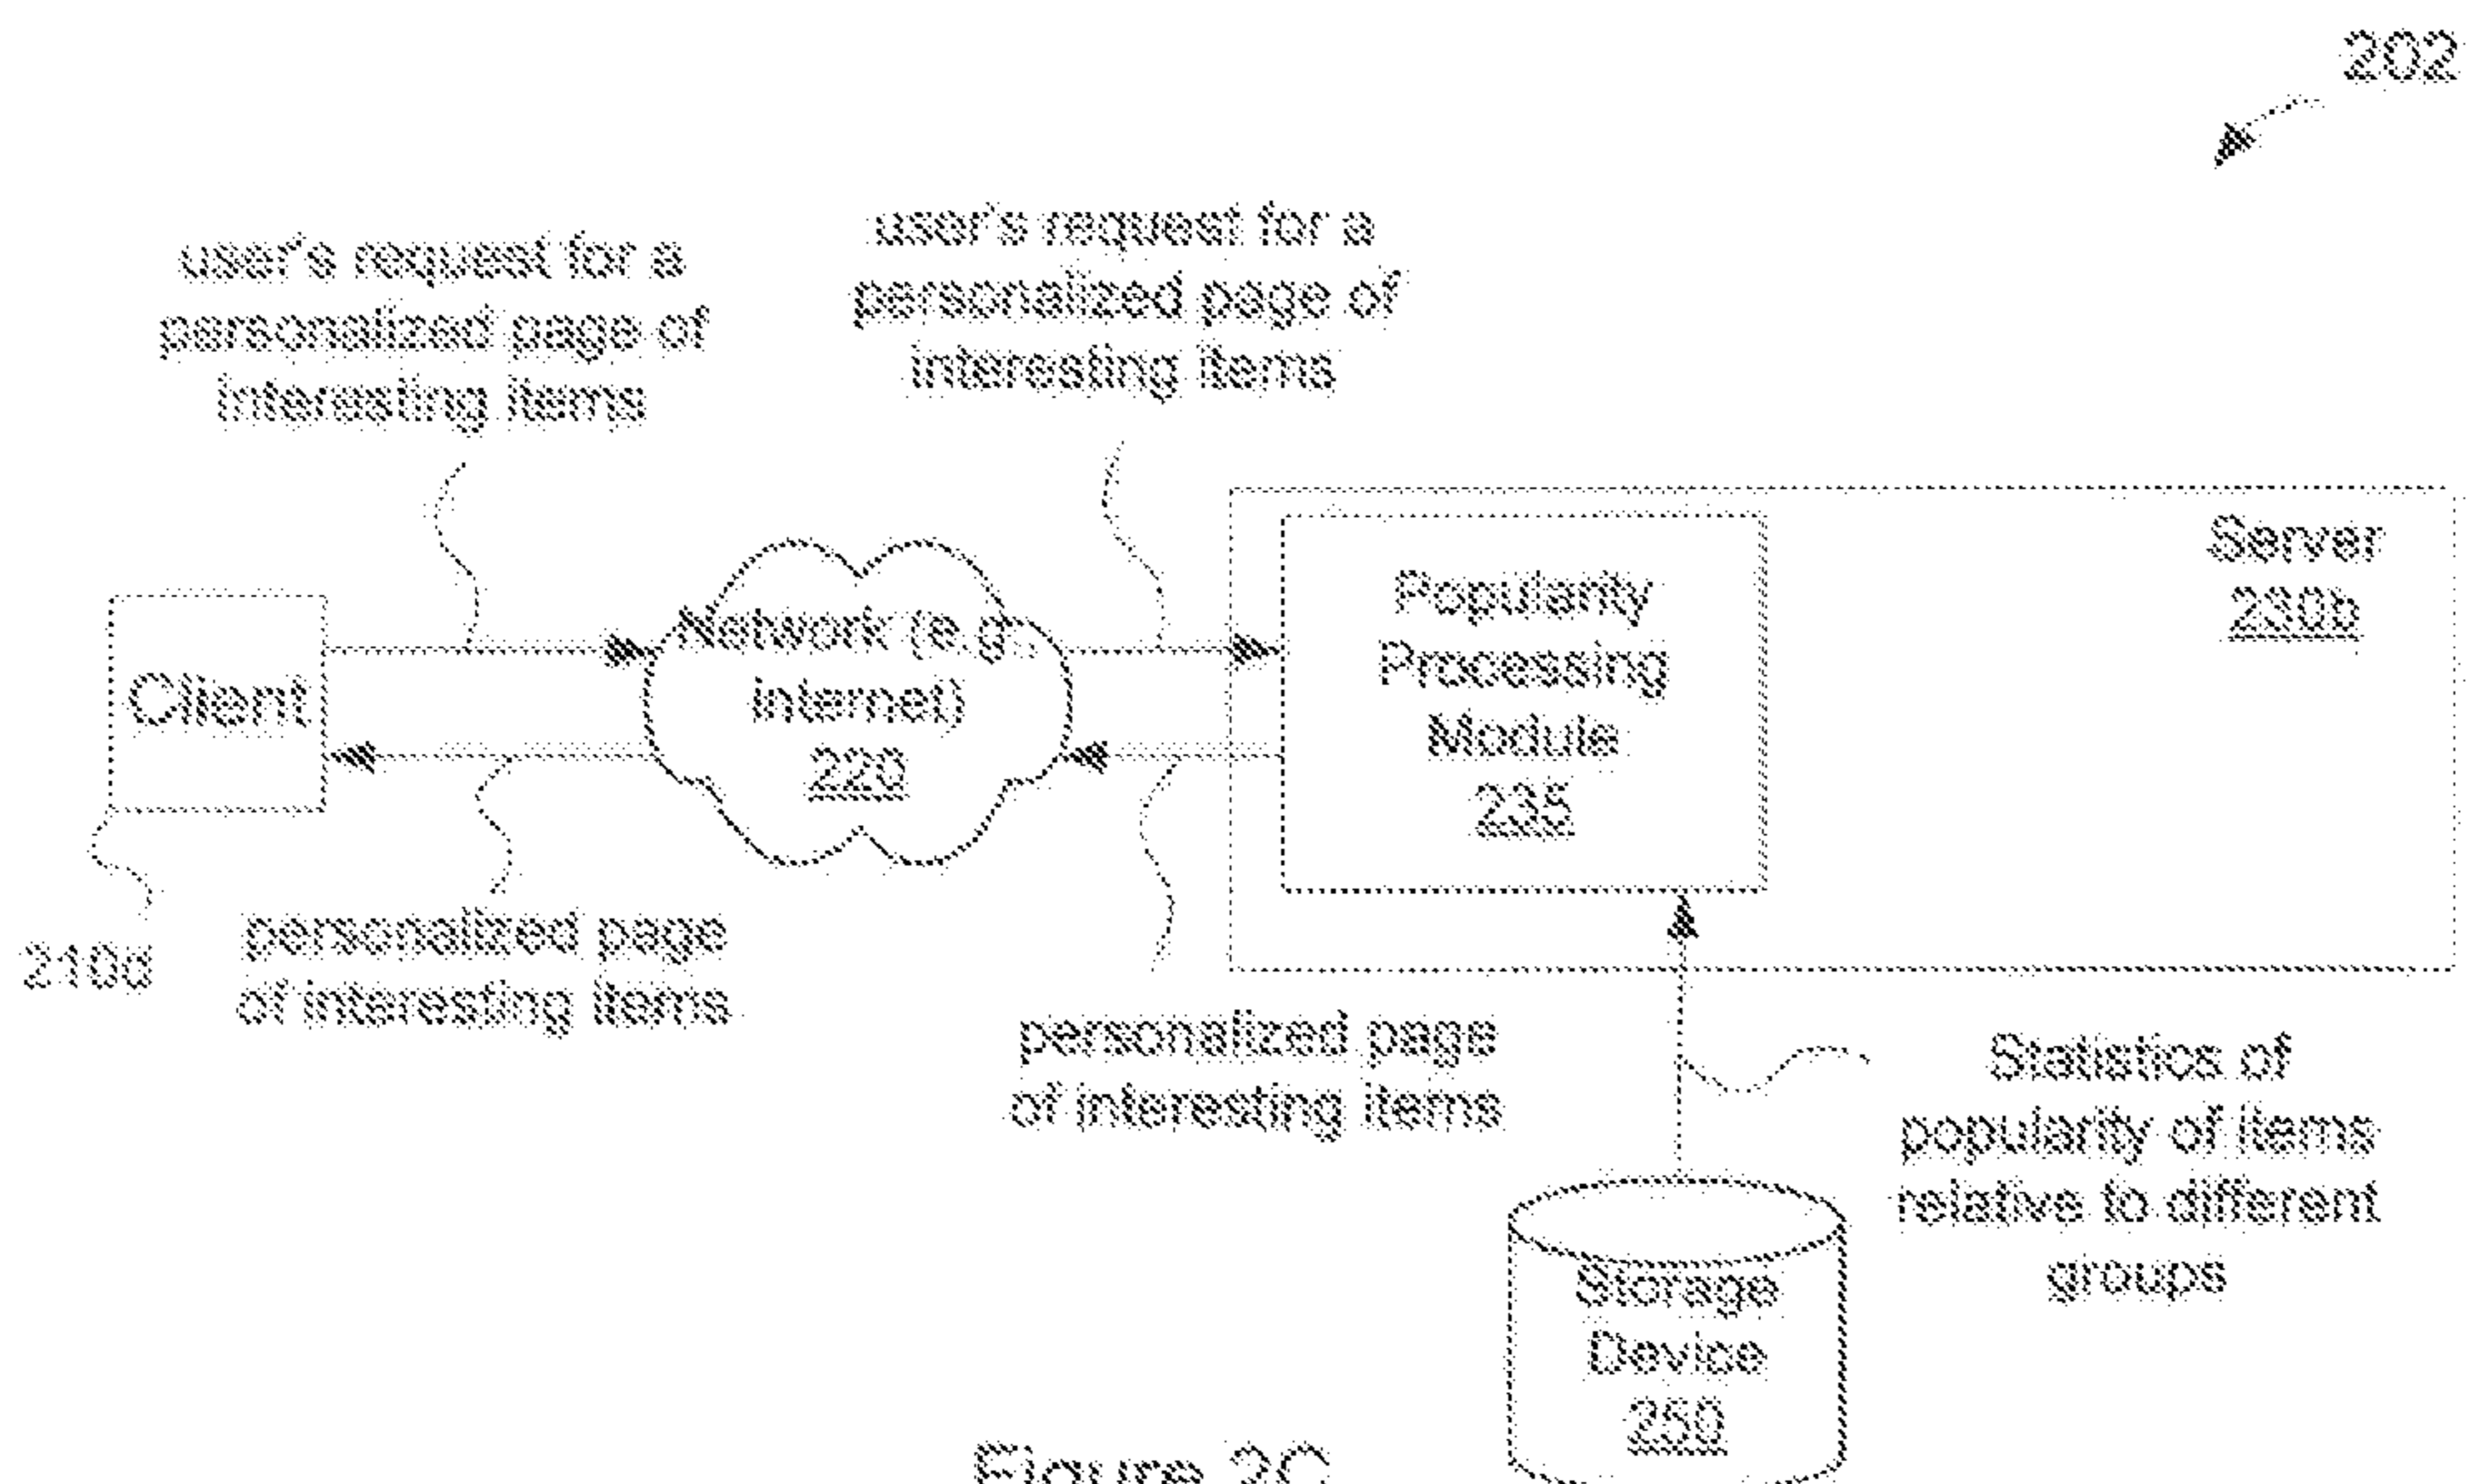 202
user's request for a
personalized page of
interesting items
user's request for a
personalized page of
interesting items
Server
230b
Popularity
Processing
Module
235
Network (e.g.,
Internet)
220
Client
210d
personalized page
of interesting items
personalized page
of interesting items
Statistics of
popularity of items
relative to different
groups
Storage
Device
250
Figure 2C